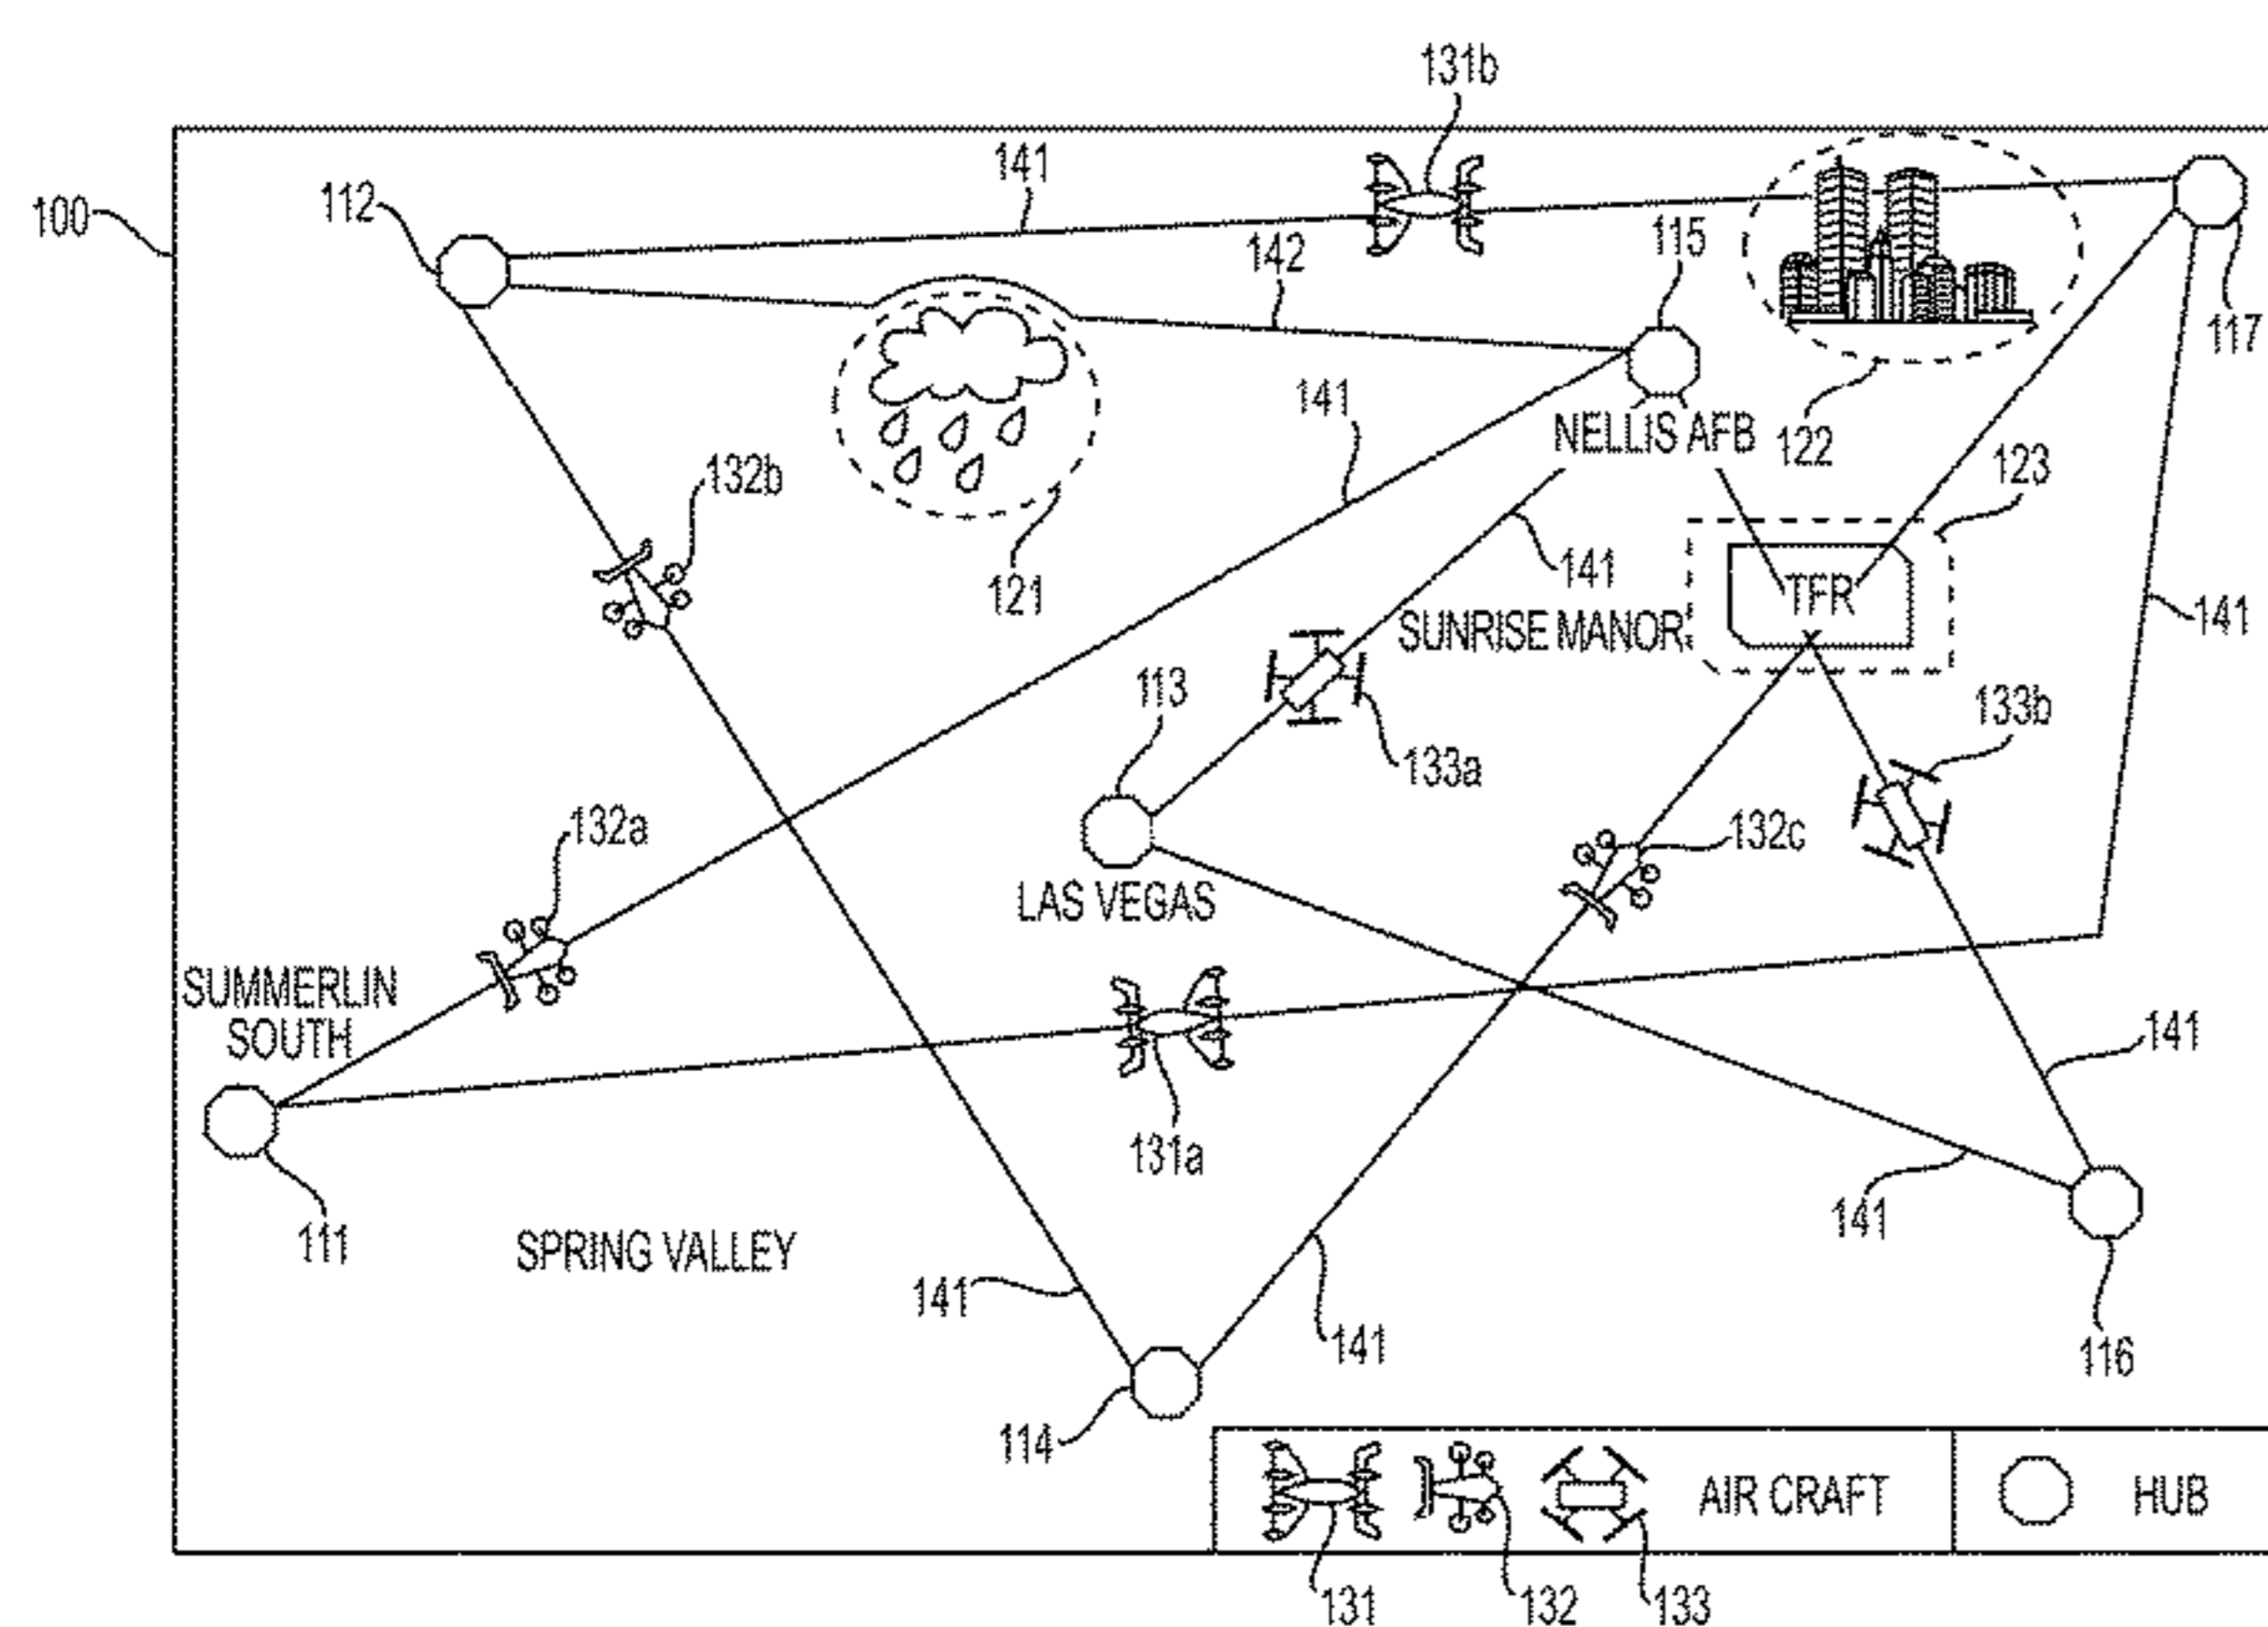 131b
141
112
100
115
142
117
141
NELLIS AFB
122
123
132b
141
121
SUNRISE MANOR
TFR
141
113
133b
133a
132a
132c
LAS VEGAS
SUMMERLIN
SOUTH
141
131a
111
SPRING VALLEY
141
141
141
116
114
AIR CRAFT
HUB
131
132
133